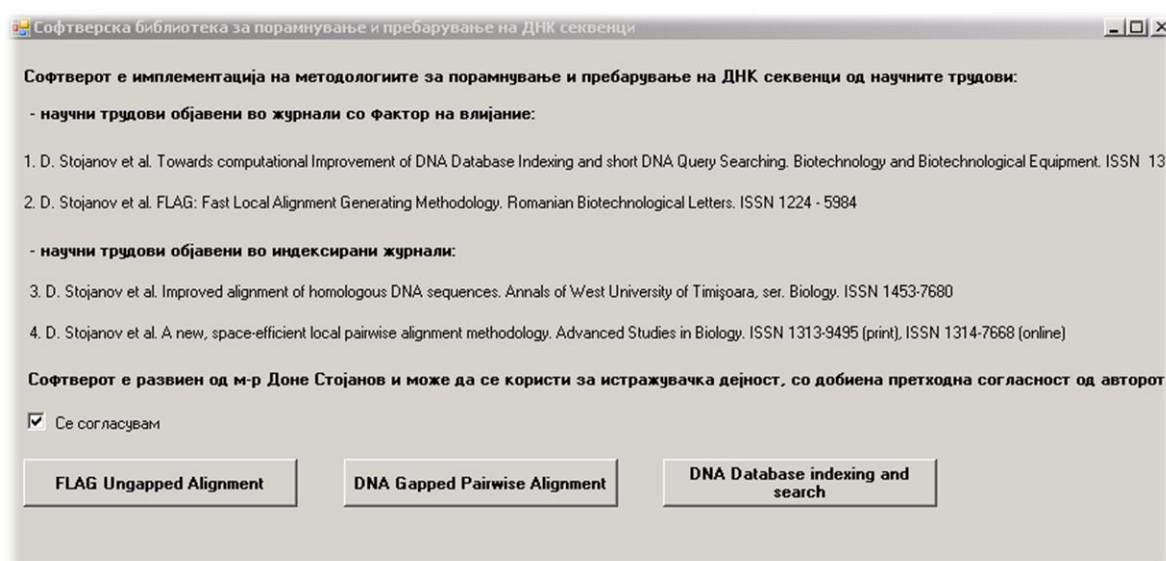 Софтверска библиотека за порамнување и пребарување на ДНК секвенци
Софтверот е имплементација на методологиите за порамнување и пребарување на ДНК секвенци од научните трудови:
- научни трудови објавени во журнали со фактор на влијание:
1. D. Stojanov et al. Towards computational Improvement of DNA Database Indexing and short DNA Query Searching. Biotechnology and Biotechnological Equipment. ISSN 13
2. D. Stojanov et al. FLAG: Fast Local Alignment Generating Methodology. Romanian Biotechnological Letters. ISSN 1224 - 5984
- научни трудови објавени во индексирани журнали:
3. D. Stojanov et al. Improved alignment of homologous DNA sequences. Annals of West University of Timişoara, ser. Biology. ISSN 1453-7680
4. D. Stojanov et al. A new, space-efficient local pairwise alignment methodology. Advanced Studies in Biology. ISSN 1313-9495 (print), ISSN 1314-7668 (online)
Софтверот е развиен од м-р Доне Стојанов и може да се користи за истражувачка дејност, со добиена претходна согласност од авторот
Се согласувам
FLAG Ungapped Alignment
DNA Gapped Pairwise Alignment
DNA Database indexing and
search